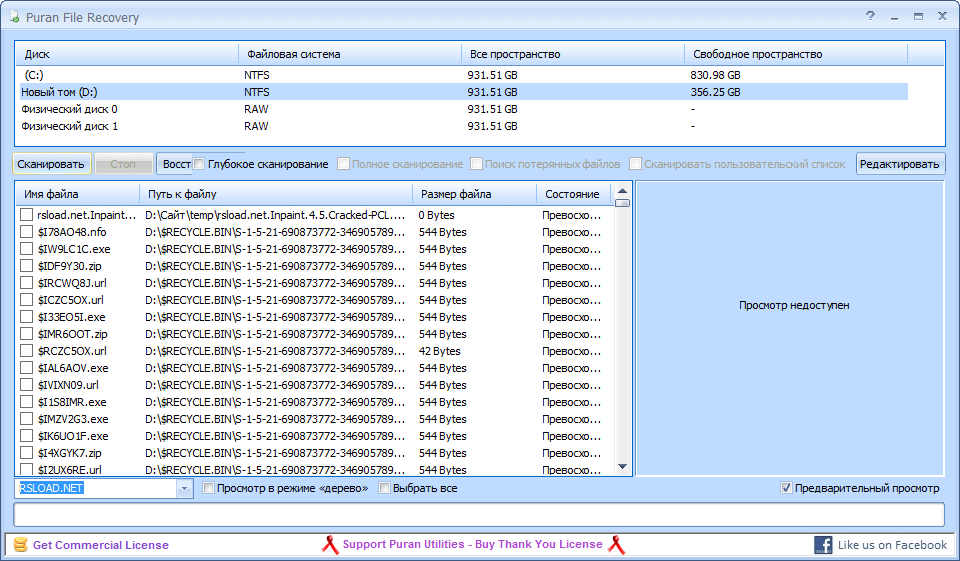 Puran File Recovery
Диск Файловая система Все пространство Свободное пространство
(C:) NTFS 931.51 GB 830.98 GB
Новый том (D:) NTFS 931.51 GB 356.25 GB
Физический диск 0 RAW 931.51 GB -
Физический диск 1 RAW 931.51 GB -
Сканировать Стоп Восст Глубокое сканирование Полное сканирование Поиск потерянных файлов Сканировать пользовательский список Редактировать
Имя файла Путь к файлу Размер файла Состояние
rsload.net.Inpaint... D:\Сайт\temp\rsload.net.Inpaint.4.5.Cracked-PCL.... 0 Bytes Превосхо...
$I78AO48.nfo D:\$RECYCLE.BIN\S-1-5-21-690873772-346905789... 544 Bytes Превосхо...
$IW9LC1C.exe D:\$RECYCLE.BIN\S-1-5-21-690873772-346905789... 544 Bytes Превосхо...
$IDF9Y30.zip D:\$RECYCLE.BIN\S-1-5-21-690873772-346905789... 544 Bytes Превосхо...
$IRCWQ8J.url D:\$RECYCLE.BIN\S-1-5-21-690873772-346905789... 544 Bytes Превосхо...
$ICZC5OX.url D:\$RECYCLE.BIN\S-1-5-21-690873772-346905789... 544 Bytes Превосхо...
$I33EO5I.exe D:\$RECYCLE.BIN\S-1-5-21-690873772-346905789... 544 Bytes Превосхо...
$IMR6OOT.zip D:\$RECYCLE.BIN\S-1-5-21-690873772-346905789... 544 Bytes Превосхо...
$RCZC5OX.url D:\$RECYCLE.BIN\S-1-5-21-690873772-346905789... 42 Bytes Превосхо...
$IAL6AOV.exe D:\$RECYCLE.BIN\S-1-5-21-690873772-346905789... 544 Bytes Превосхо...
$IVIXN09.url D:\$RECYCLE.BIN\S-1-5-21-690873772-346905789... 544 Bytes Превосхо...
$I1S8IMR.exe D:\$RECYCLE.BIN\S-1-5-21-690873772-346905789... 544 Bytes Превосхо...
$IMZV2G3.exe D:\$RECYCLE.BIN\S-1-5-21-690873772-346905789... 544 Bytes Превосхо...
$IK6UO1F.exe D:\$RECYCLE.BIN\S-1-5-21-690873772-346905789... 544 Bytes Превосхо...
$I4XGYK7.zip D:\$RECYCLE.BIN\S-1-5-21-690873772-346905789... 544 Bytes Превосхо...
$I2UX6RE.url D:\$RECYCLE.BIN\S-1-5-21-690873772-346905789... 544 Bytes Превосхо...
Просмотр недоступен
RSLOAD.NET Просмотр в режиме «дерево» Выбрать все Предварительный просмотр
Get Commercial License Support Puran Utilities - Buy Thank You License Like us on Facebook